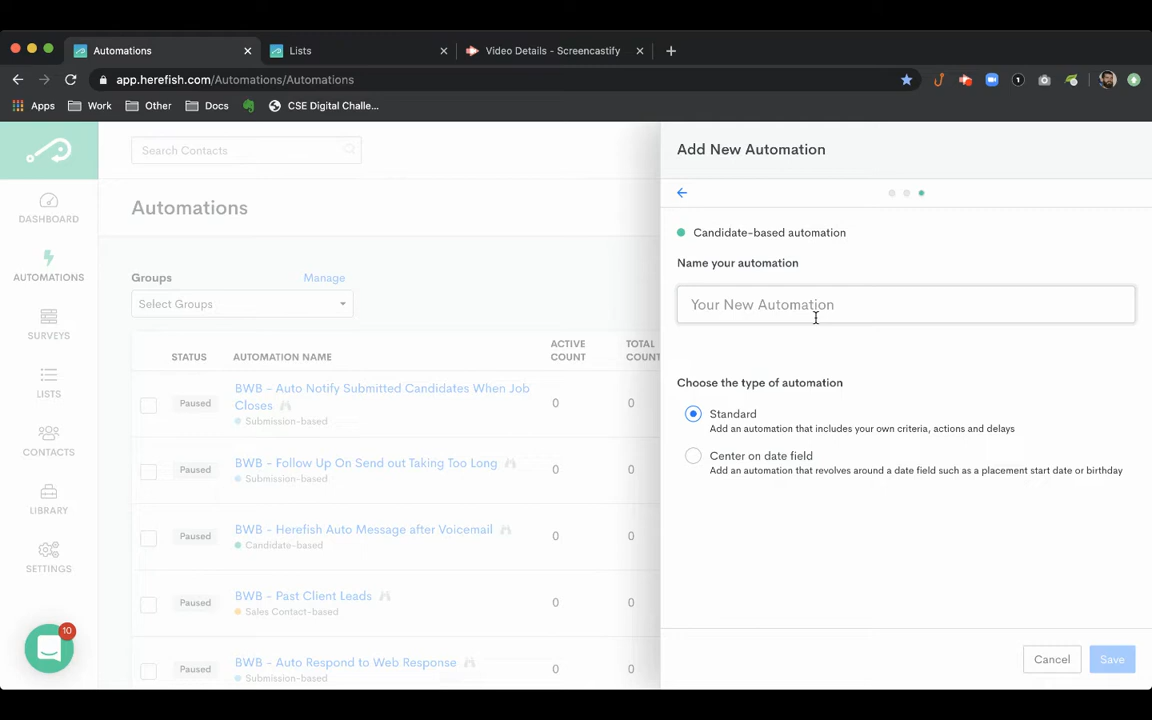 Automations
Lists
Video Details - Screencastify
app.herefish.com/Automations/Automations
1
Apps
Work
Other
Docs
CSE Digital Challe...
Search Contacts
Automations
DASHBOARD
AUTOMATIONS
SURVEYS
LISTS
CONTACTS
LIBRARY
SETTINGS
10
Groups
Manage
Select Groups
STATUS
AUTOMATION NAME
ACTIVE
COUNT
TOTAL
COUNT
Paused
BWB - Auto Notify Submitted Candidates When Job
Closes
Submission-based
0
0
Paused
BWB - Follow Up On Send out Taking Too Long
Submission-based
0
0
Paused
BWB - Herefish Auto Message after Voicemail
Candidate-based
0
0
Paused
BWB - Past Client Leads
Sales Contact-based
0
0
Paused
BWB - Auto Respond to Web Response
Submission-based
0
0
Add New Automation
Candidate-based automation
Name your automation
Your New Automation
Choose the type of automation
Standard
Add an automation that includes your own criteria, actions and delays
Center on date field
Add an automation that revolves around a date field such as a placement start date or birthday
Cancel
Save